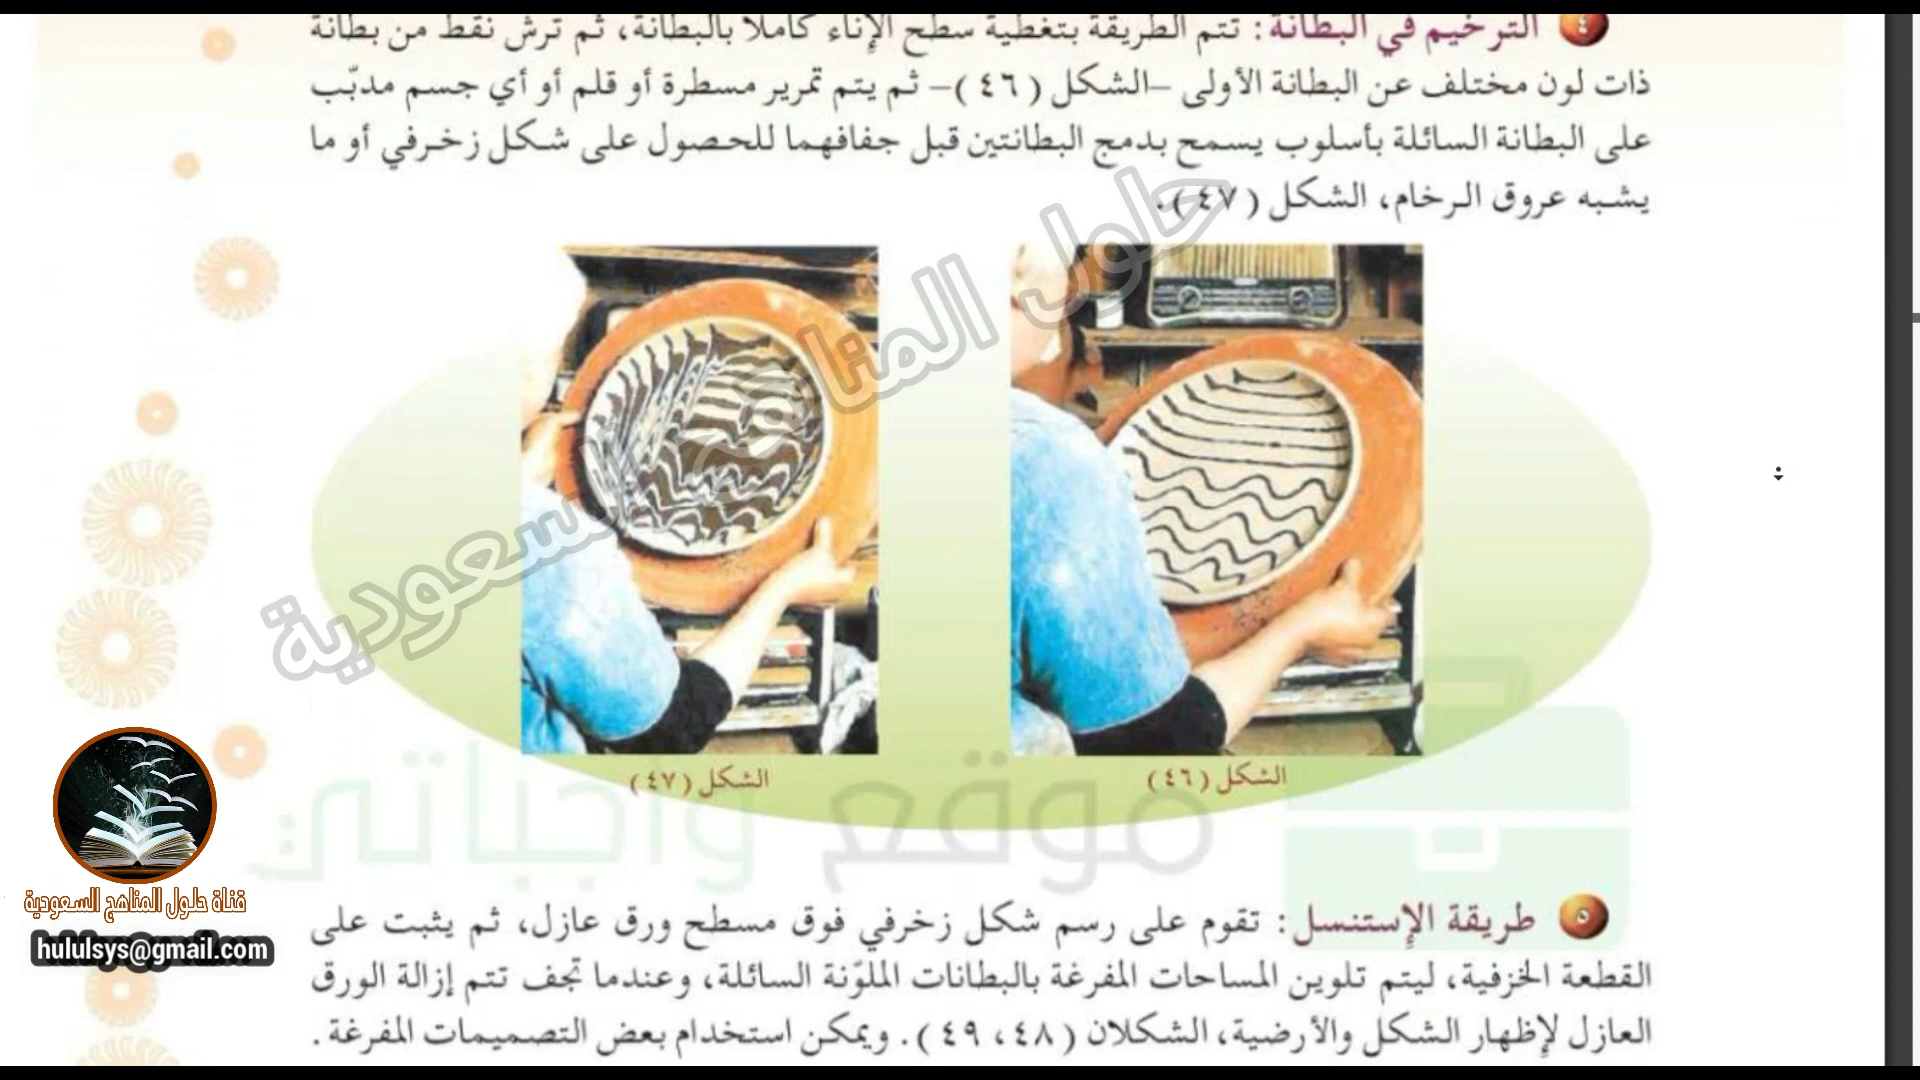 ٤ الترخيم في البطانة: تتم الطريقة بتغطية سطح الإناء كاملاً بالبطانة، ثم ترش نقط من بطانة
ذات لون مختلف عن البطانة الأولى –الشكل (٤٦)– ثم يتم تمرير مسطرة أو قلم أو أي جسم مدبّب
على البطانة السائلة بأسلوب يسمح بدمج البطانتين قبل جفافهما للحصول على شكل زخرفي أو ما
يشبه عروق الرخام، الشكل (٤٧).
حلول المناهج السعودية
الشكل (٤٦)
الشكل (٤٧)
موقع واجباتي
قناة حلول المناهج السعودية
hululsys@gmail.com
٥ طريقة الإستنسل: تقوم على رسم شكل زخرفي فوق مسطح ورق عازل، ثم يثبت على
القطعة الخزفية، ليتم تلوين المساحات المفرغة بالبطانات الملوّنة السائلة، وعندما تجف تتم إزالة الورق
العازل لإظهار الشكل والأرضية، الشكلان (٤٨، ٤٩). ويمكن استخدام بعض التصميمات المفرغة.